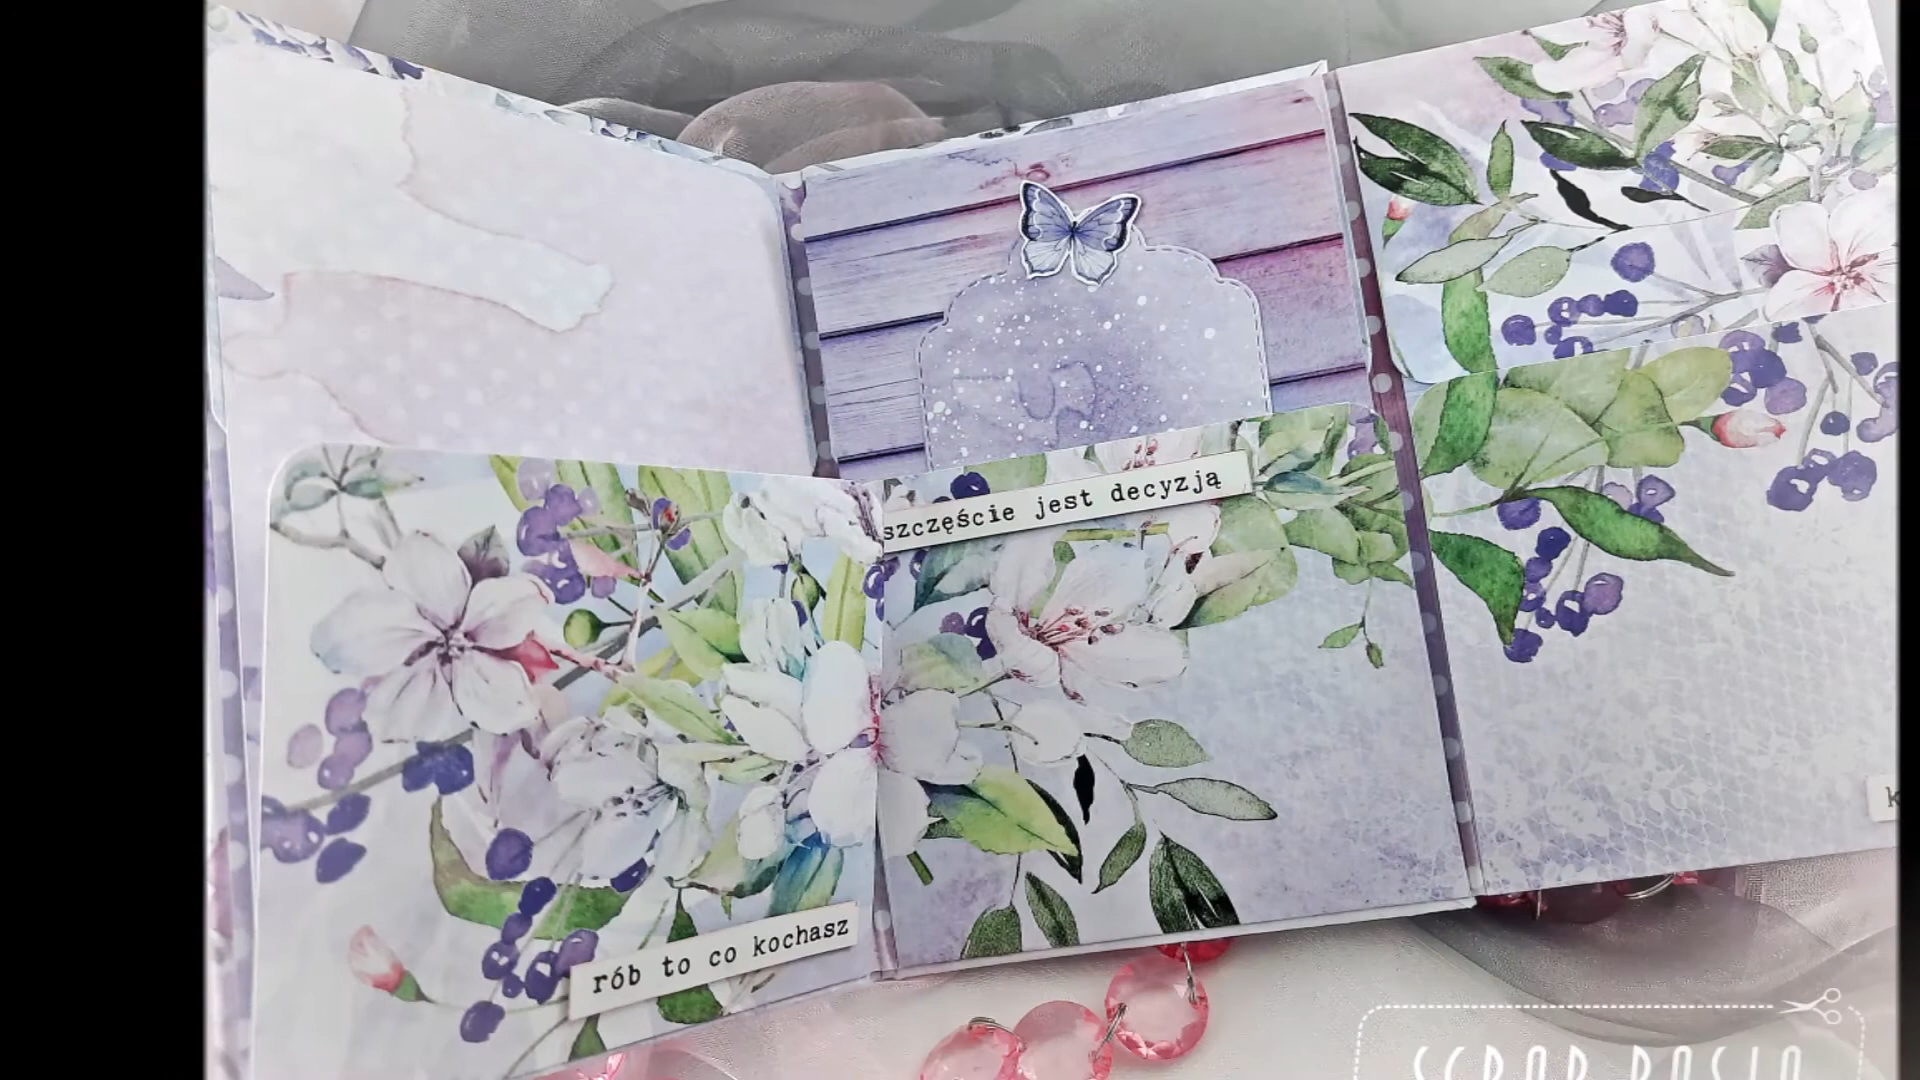 szczęście jest decyzją
rób to co kochasz
k